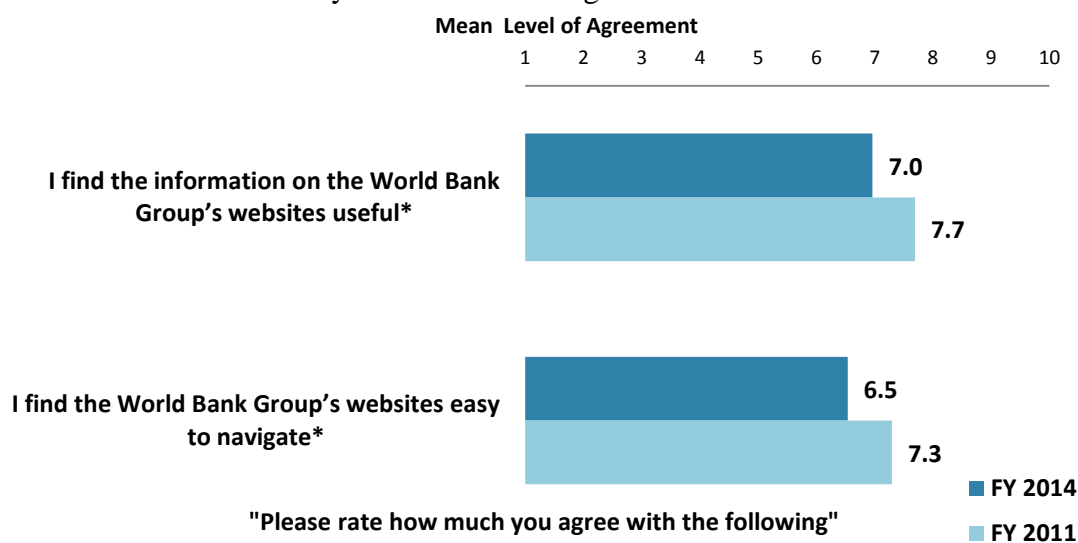 Mean Level of Agreement
1 2 3 4 5 6 7 8 9 10
I find the information on the World Bank
Group’s websites useful*
7.0
7.7
I find the World Bank Group’s websites easy
to navigate*
6.5
7.3
FY 2014
"Please rate how much you agree with the following"
FY 2011